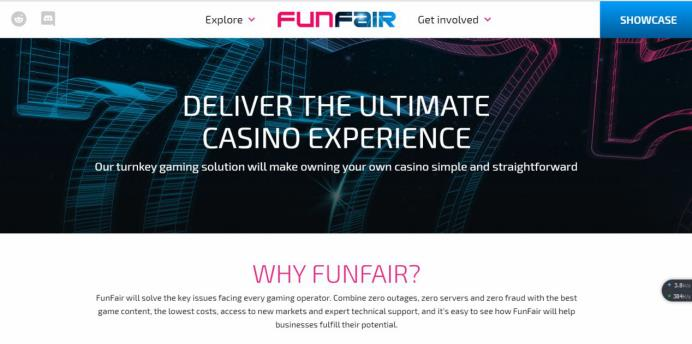 Explore
FUNFAIR
Get involved
SHOWCASE
DELIVER THE ULTIMATE
CASINO EXPERIENCE
Our turnkey gaming solution will make owning your own casino simple and straightforward
WHY FUNFAIR?
FunFair will solve the key issues facing every gaming operator. Combine zero outages, zero servers and zero fraud with the best
game content, the lowest costs, access to new markets and expert technical support, and it's easy to see how FunFair will help
businesses fulfill their potential.